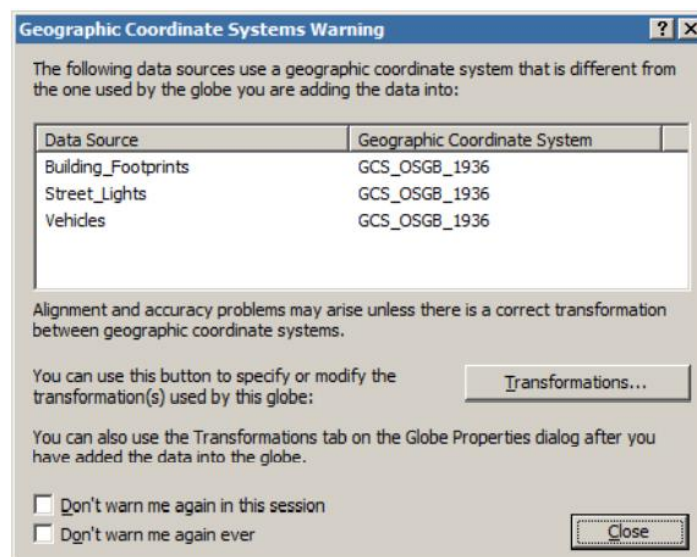 Geographic Coordinate Systems Warning
The following data sources use a geographic coordinate system that is different from
the one used by the globe you are adding the data into:
Data Source Geographic Coordinate System
Building_Footprints GCS_OSGB_1936
Street_Lights GCS_OSGB_1936
Vehicles GCS_OSGB_1936
Alignment and accuracy problems may arise unless there is a correct transformation
between geographic coordinate systems.
You can use this button to specify or modify the
transformation(s) used by this globe:
Transformations...
You can also use the Transformations tab on the Globe Properties dialog after you
have added the data into the globe.
Don't warn me again in this session
Don't warn me again ever
Close